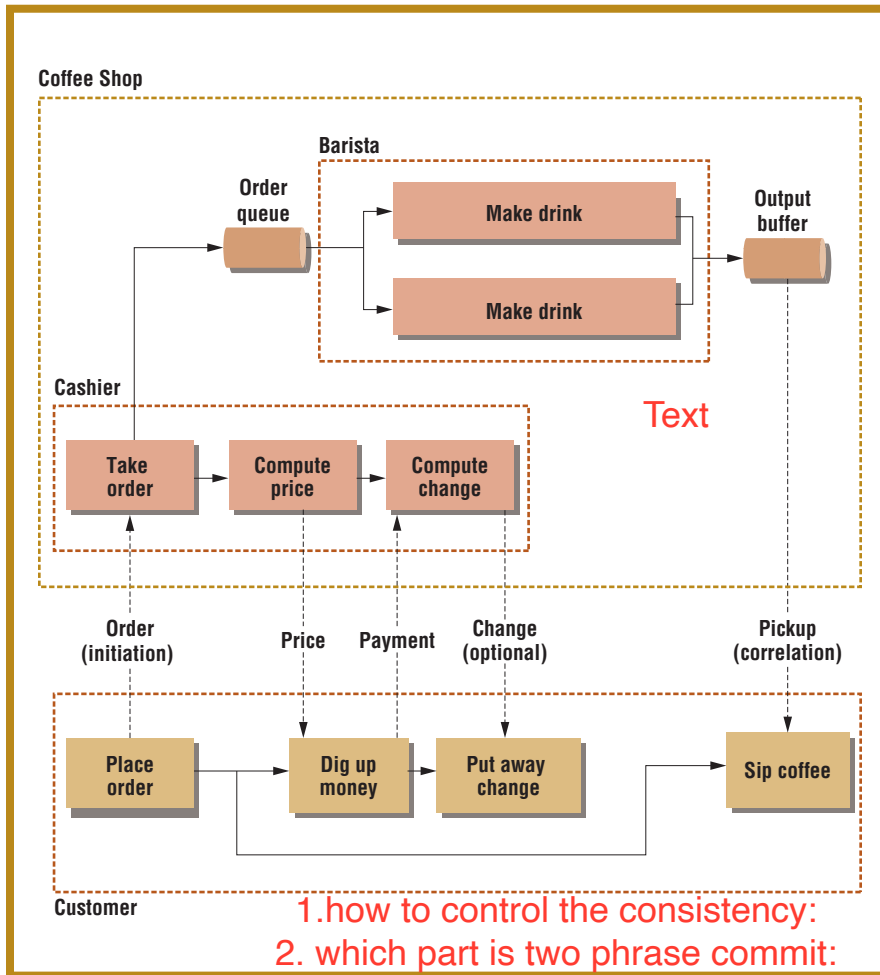 Coffee Shop
Barista
Order
queue
Make drink
Output
buffer
Make drink
Cashier
Text
Take
order
Compute
price
Compute
change
Order
(initiation)
Price
Payment
Change
(optional)
Pickup
(correlation)
Place
order
Dig up
money
Put away
change
Sip coffee
Customer
1.how to control the consistency:
2. which part is two phrase commit: